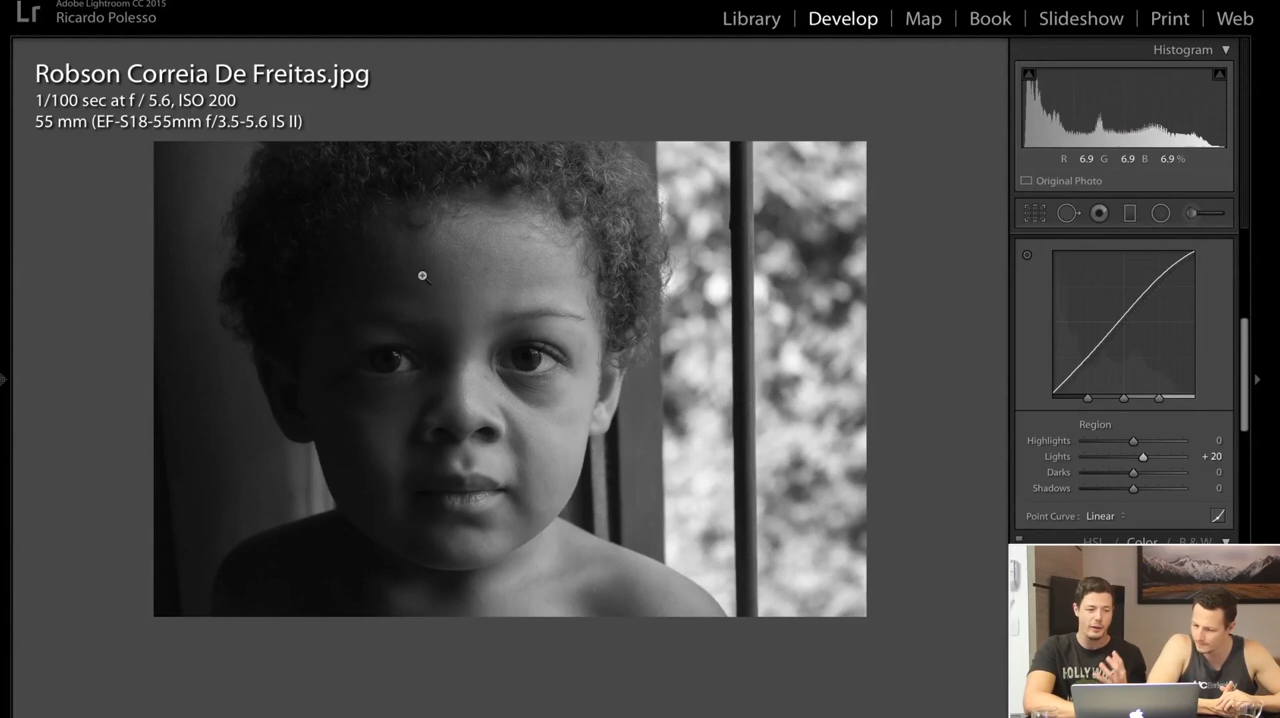 Lr
Adobe Lightroom CC 2015
Ricardo Polesso
Library | Develop | Map | Book | Slideshow | Print | Web
Robson Correia De Freitas.jpg
1/100 sec at f / 5.6, ISO 200
55 mm (EF-S18-55mm f/3.5-5.6 IS II)
Histogram
R 6.9 G 6.9 B 6.9 %
Original Photo
Region
Highlights 0
Lights + 20
Darks 0
Shadows 0
Point Curve : Linear
HSL / Color / B & W